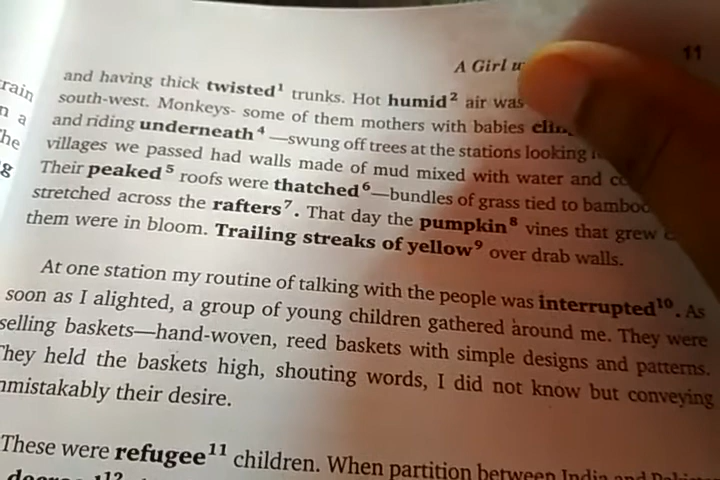 A Girl w
11
and having thick twisted¹ trunks. Hot humid² air was
south-west. Monkeys- some of them mothers with babies
and riding underneath⁴—swung off trees at the stations looking
villages we passed had walls made of mud mixed with water and
Their peaked⁵ roofs were thatched⁶—bundles of grass tied to bamboo
stretched across the rafters⁷. That day the pumpkin⁸ vines that grew
them were in bloom. Trailing streaks of yellow⁹ over drab walls.
At one station my routine of talking with the people was interrupted¹⁰. As
soon as I alighted, a group of young children gathered around me. They were
selling baskets—hand-woven, reed baskets with simple designs and patterns.
They held the baskets high, shouting words, I did not know but conveying
nmistakably their desire.
These were refugee¹¹ children. When partition between India and
rain
n a
he
g